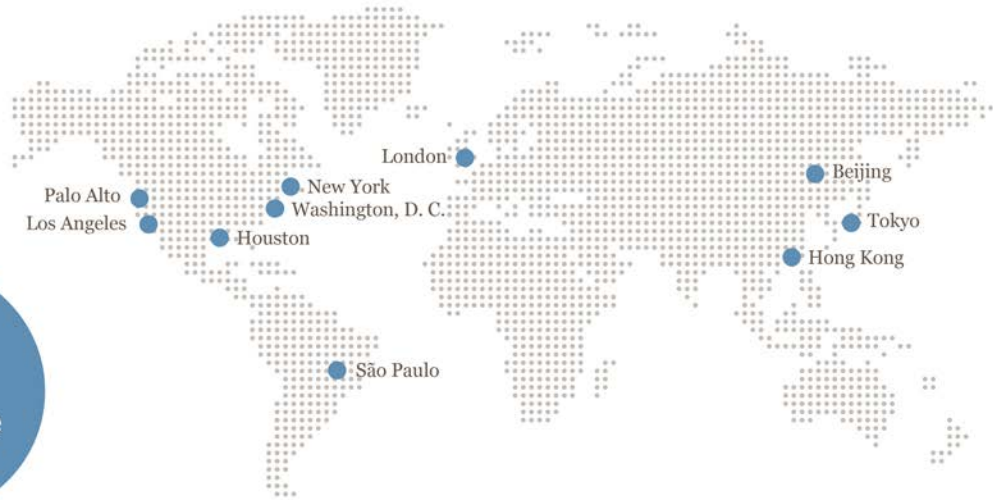 London
Beijing
New York
Palo Alto
Washington, D. C.
Los Angeles
Tokyo
Houston
Hong Kong
São Paulo